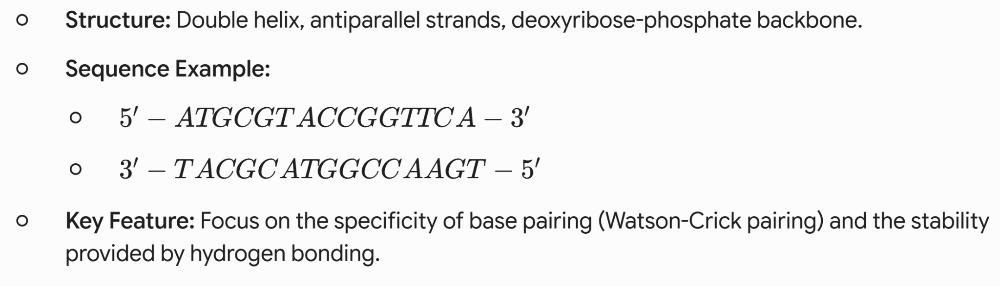 Structure: Double helix, antiparallel strands, deoxyribose-phosphate backbone.
Sequence Example:
5′ − ATGCGTACCGGTTCA − 3′
3′ − TACGCATGGCCAAGT − 5′
Key Feature: Focus on the specificity of base pairing (Watson-Crick pairing) and the stability
provided by hydrogen bonding.